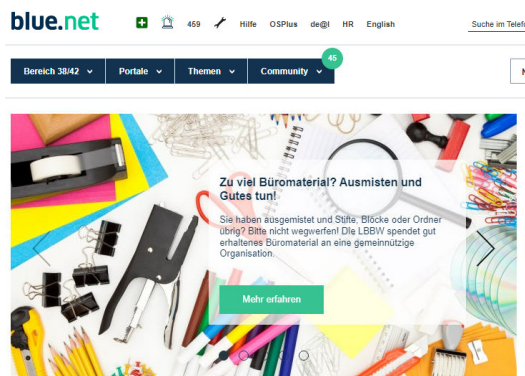 blue.net
459 Hilfe OSPlus de@l HR English
Suche im Telef
45
Bereich 38/42 Portale Themen Community
Zu viel Büromaterial? Ausmisten und
Gutes tun!
Sie haben ausgemistet und Stifte, Blöcke oder Ordner
übrig? Bitte nicht wegwerfen! DIe LBBW spendet gut
erhaltenes Büromaterial an eine gemeinnützige
Organisation.
Mehr erfahren